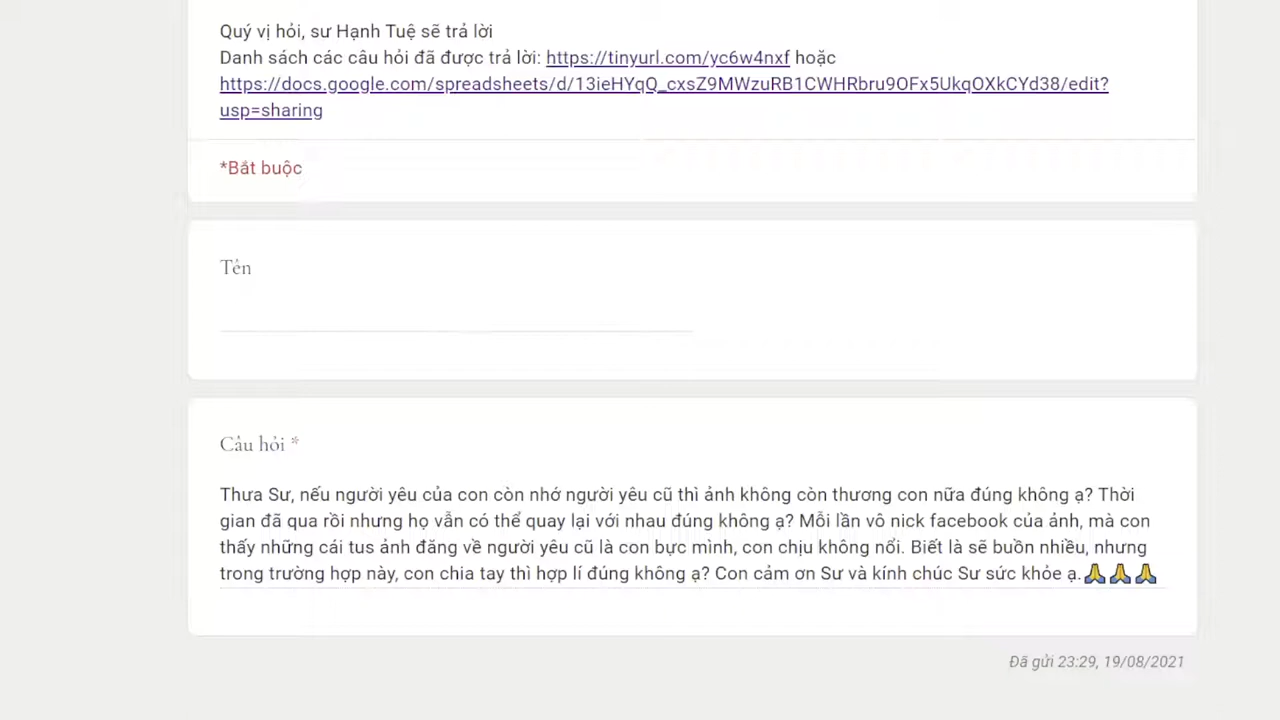 Quý vị hỏi, sư Hạnh Tuệ sẽ trả lời
Danh sách các câu hỏi đã được trả lời: https://tinyurl.com/yc6w4nxf hoặc
https://docs.google.com/spreadsheets/d/13ieHYqQ_cxsZ9MWzuRB1CWHRbru9OFx5UkqOXkCYd38/edit?
usp=sharing
*Bắt buộc
Tên
Câu hỏi *
Thưa Sư, nếu người yêu của con còn nhớ người yêu cũ thì ảnh không còn thương con nữa đúng không ạ? Thời
gian đã qua rồi nhưng họ vẫn có thể quay lại với nhau đúng không ạ? Mỗi lần vô nick facebook của ảnh, mà con
thấy những cái tus ảnh đăng về người yêu cũ là con bực mình, con chịu không nổi. Biết là sẽ buồn nhiều, nhưng
trong trường hợp này, con chia tay thì hợp lí đúng không ạ? Con cảm ơn Sư và kính chúc Sư sức khỏe ạ.🙏🙏🙏
Đã gửi 23:29, 19/08/2021